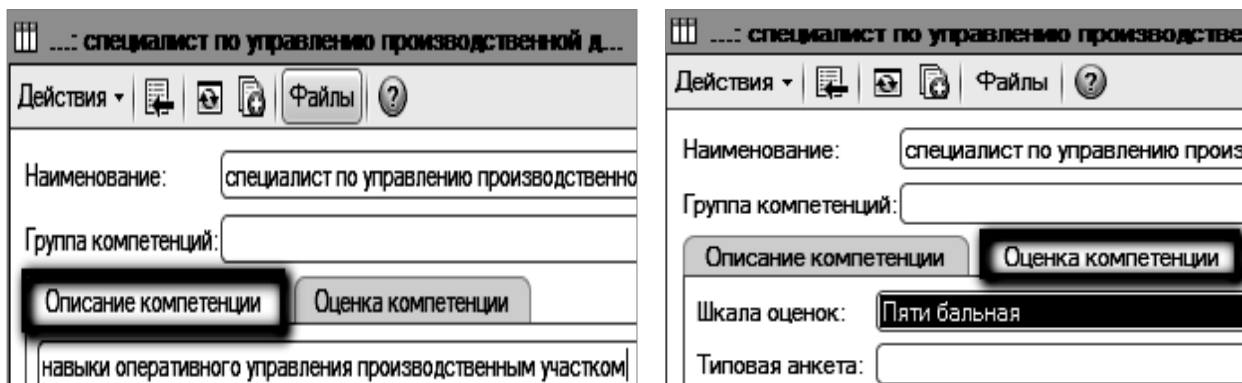 ...: специалист по управлению производственной д...
Действия Файлы ?
Наименование: специалист по управлению производственно
Группа компетенций:
Описание компетенции Оценка компетенции
навыки оперативного управления производственным участком
...: специалист по управлению производстве
Действия Файлы ?
Наименование: специалист по управлению произ
Группа компетенций:
Описание компетенции Оценка компетенции
Шкала оценок: Пяти бальная
Типовая анкета: